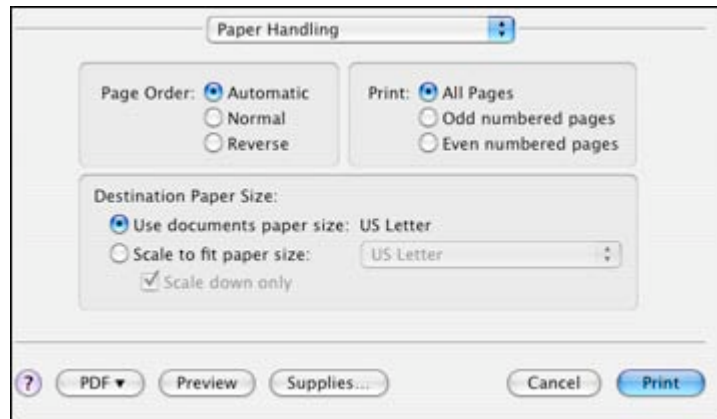 Paper Handling
Page Order: Automatic
Normal
Reverse
Print: All Pages
Odd numbered pages
Even numbered pages
Destination Paper Size:
Use documents paper size: US Letter
Scale to fit paper size: US Letter
Scale down only
? PDF ▼ Preview Supplies... Cancel Print